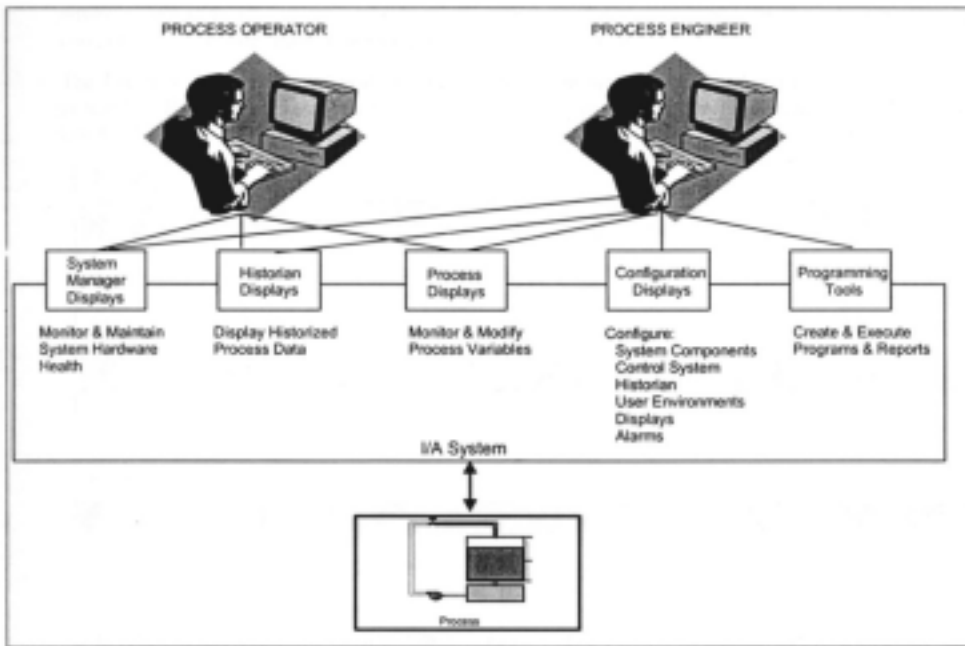 PROCESS OPERATOR
PROCESS ENGINEER
System
Manager
Displays
Historian
Displays
Process
Displays
Configuration
Displays
Programming
Tools
Monitor & Maintain
System Hardware
Health
Display Historized
Process Data
Monitor & Modify
Process Variables
Configure:
System Components
Control System
Historian
User Environments
Displays
Alarms
Create & Execute
Programs & Reports
I/A System
Process